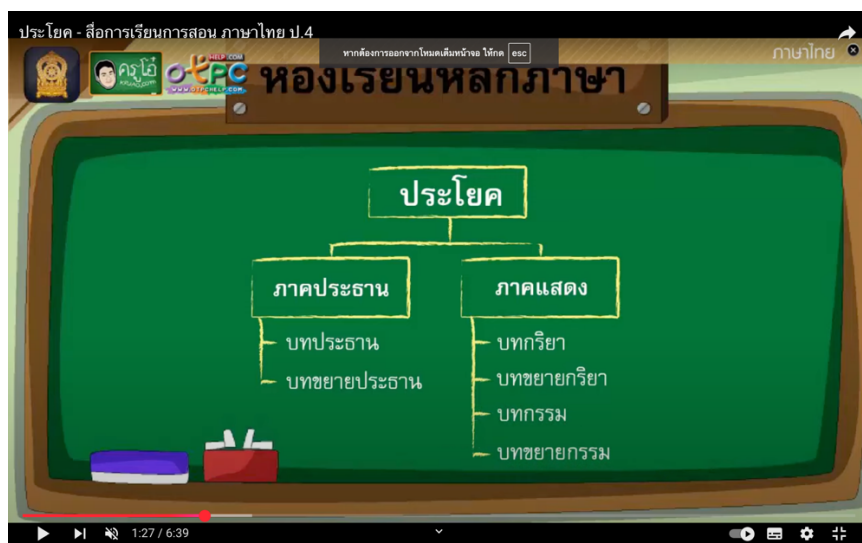 ประโยค - สื่อการเรียนการสอน ภาษาไทย ป.4
หากต้องการออกจากโหมดเต็มหน้าจอ ให้กด esc
ภาษาไทย
ครูโอ๋
OTPC
HELP.COM
WWW.OTPCHELP.COM
ห้องเรียนหลักภาษา
ประโยค
ภาคประธาน
ภาคแสดง
บทประธาน
บทขยายประธาน
บทกริยา
บทขยายกริยา
บทกรรม
บทขยายกรรม
1:27 / 6:39